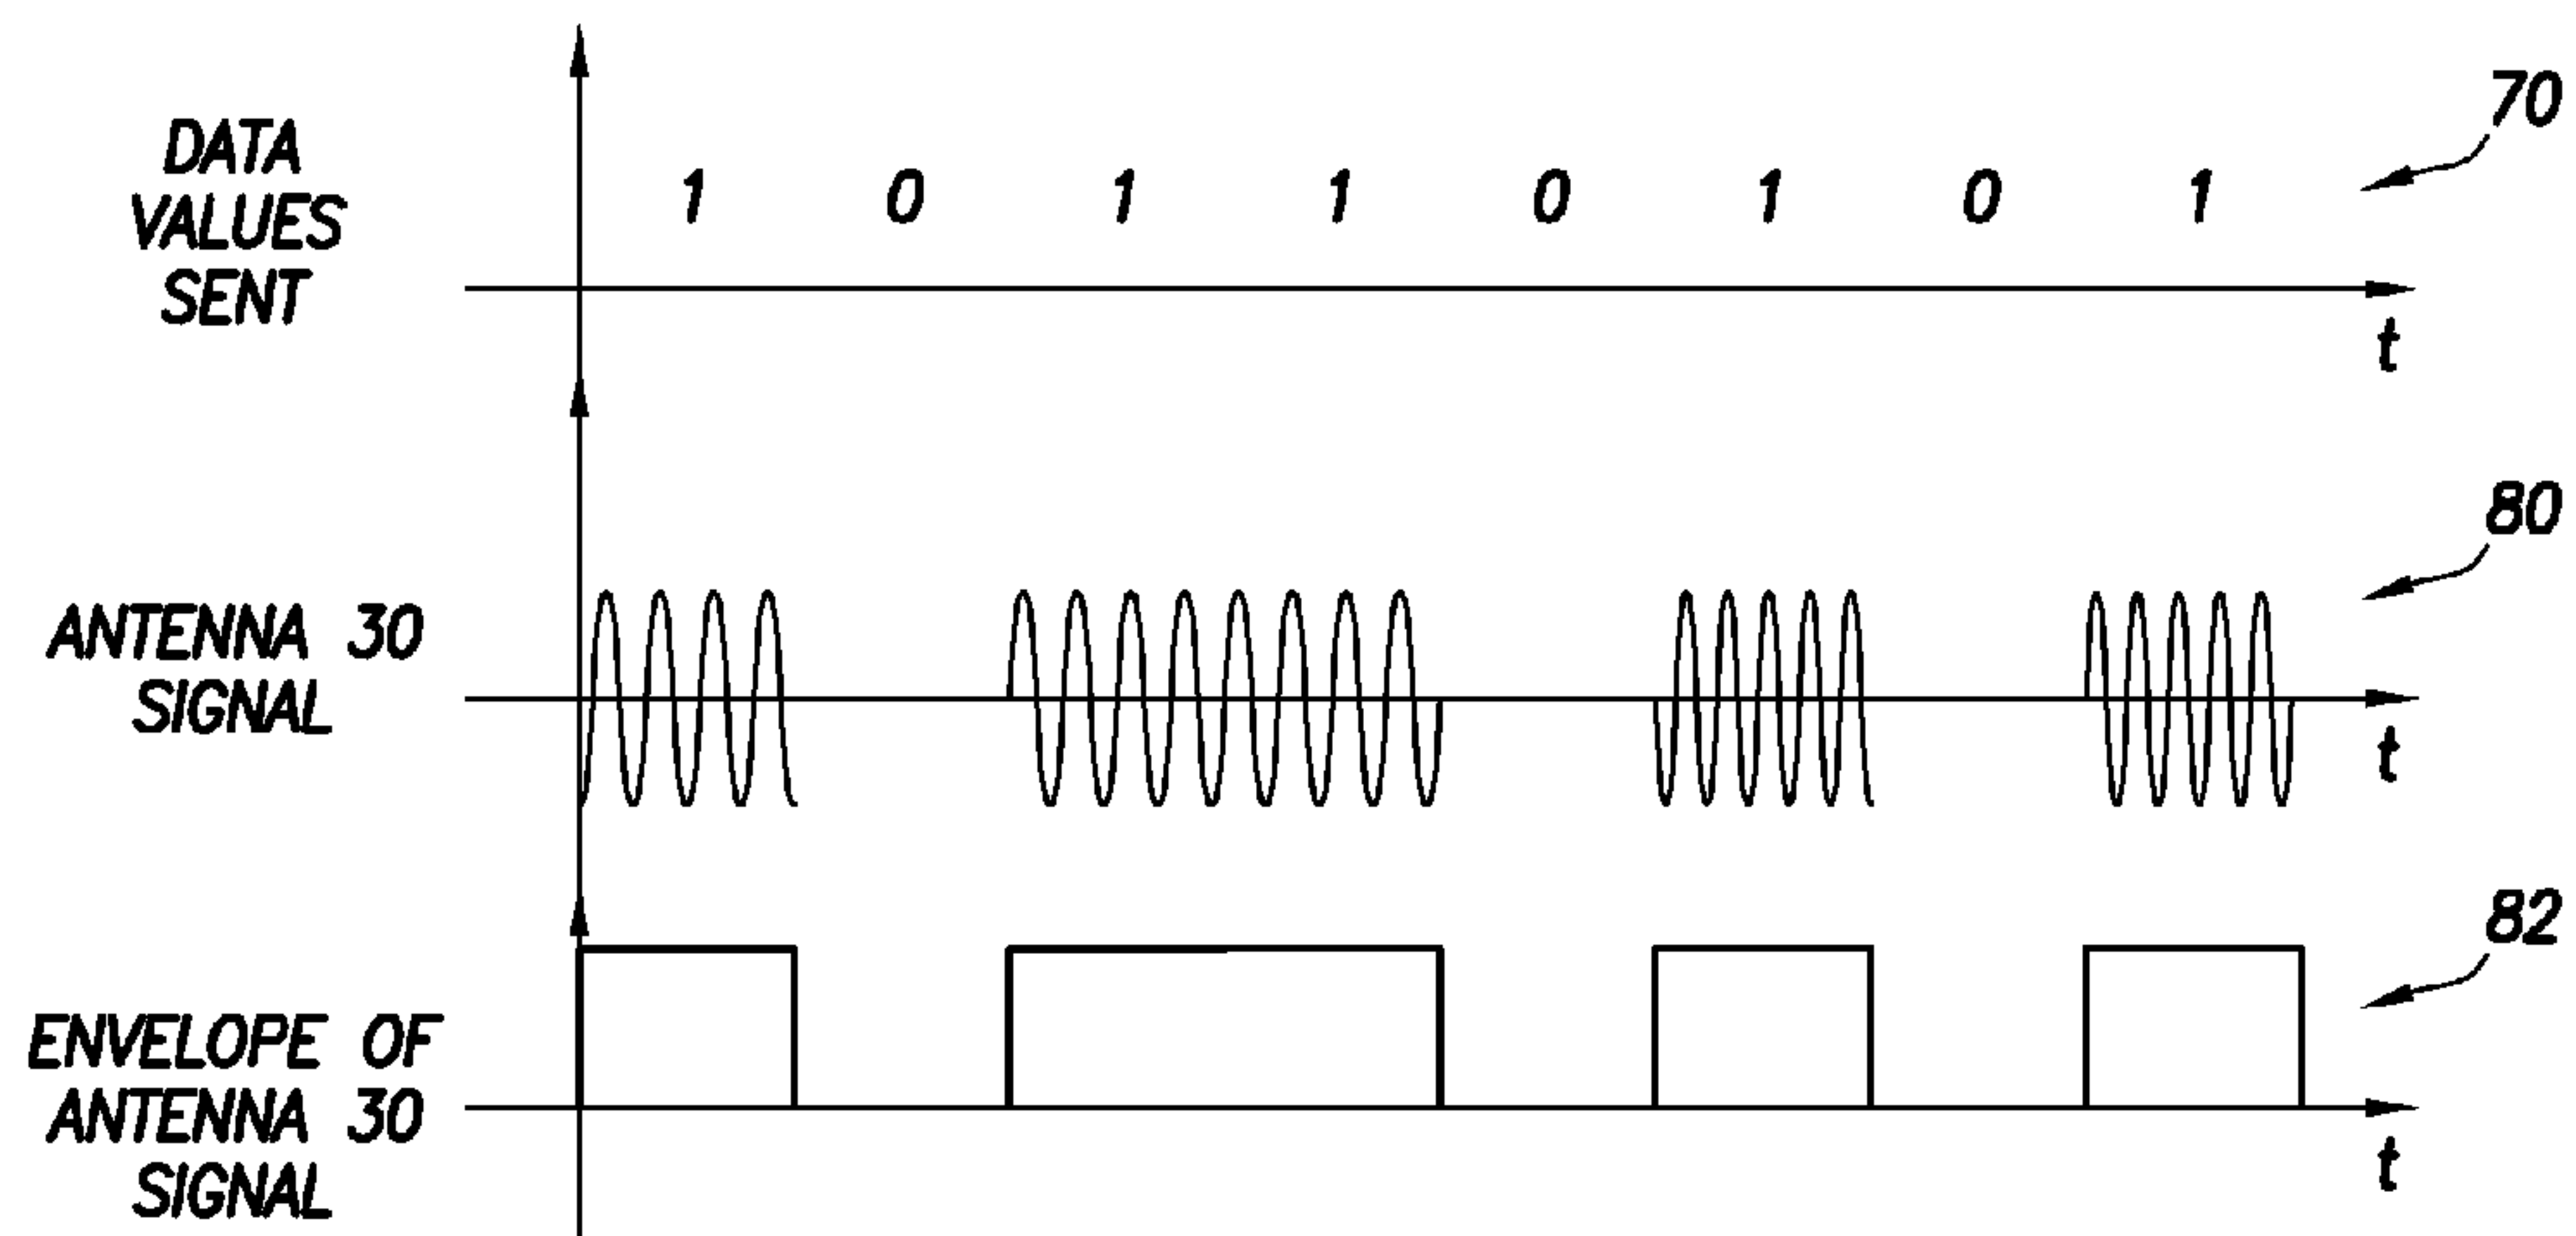 70
DATA
VALUES
SENT
1 0 1 1 0 1 0 1
t
80
ANTENNA 30
SIGNAL
t
82
ENVELOPE OF
ANTENNA 30
SIGNAL
t